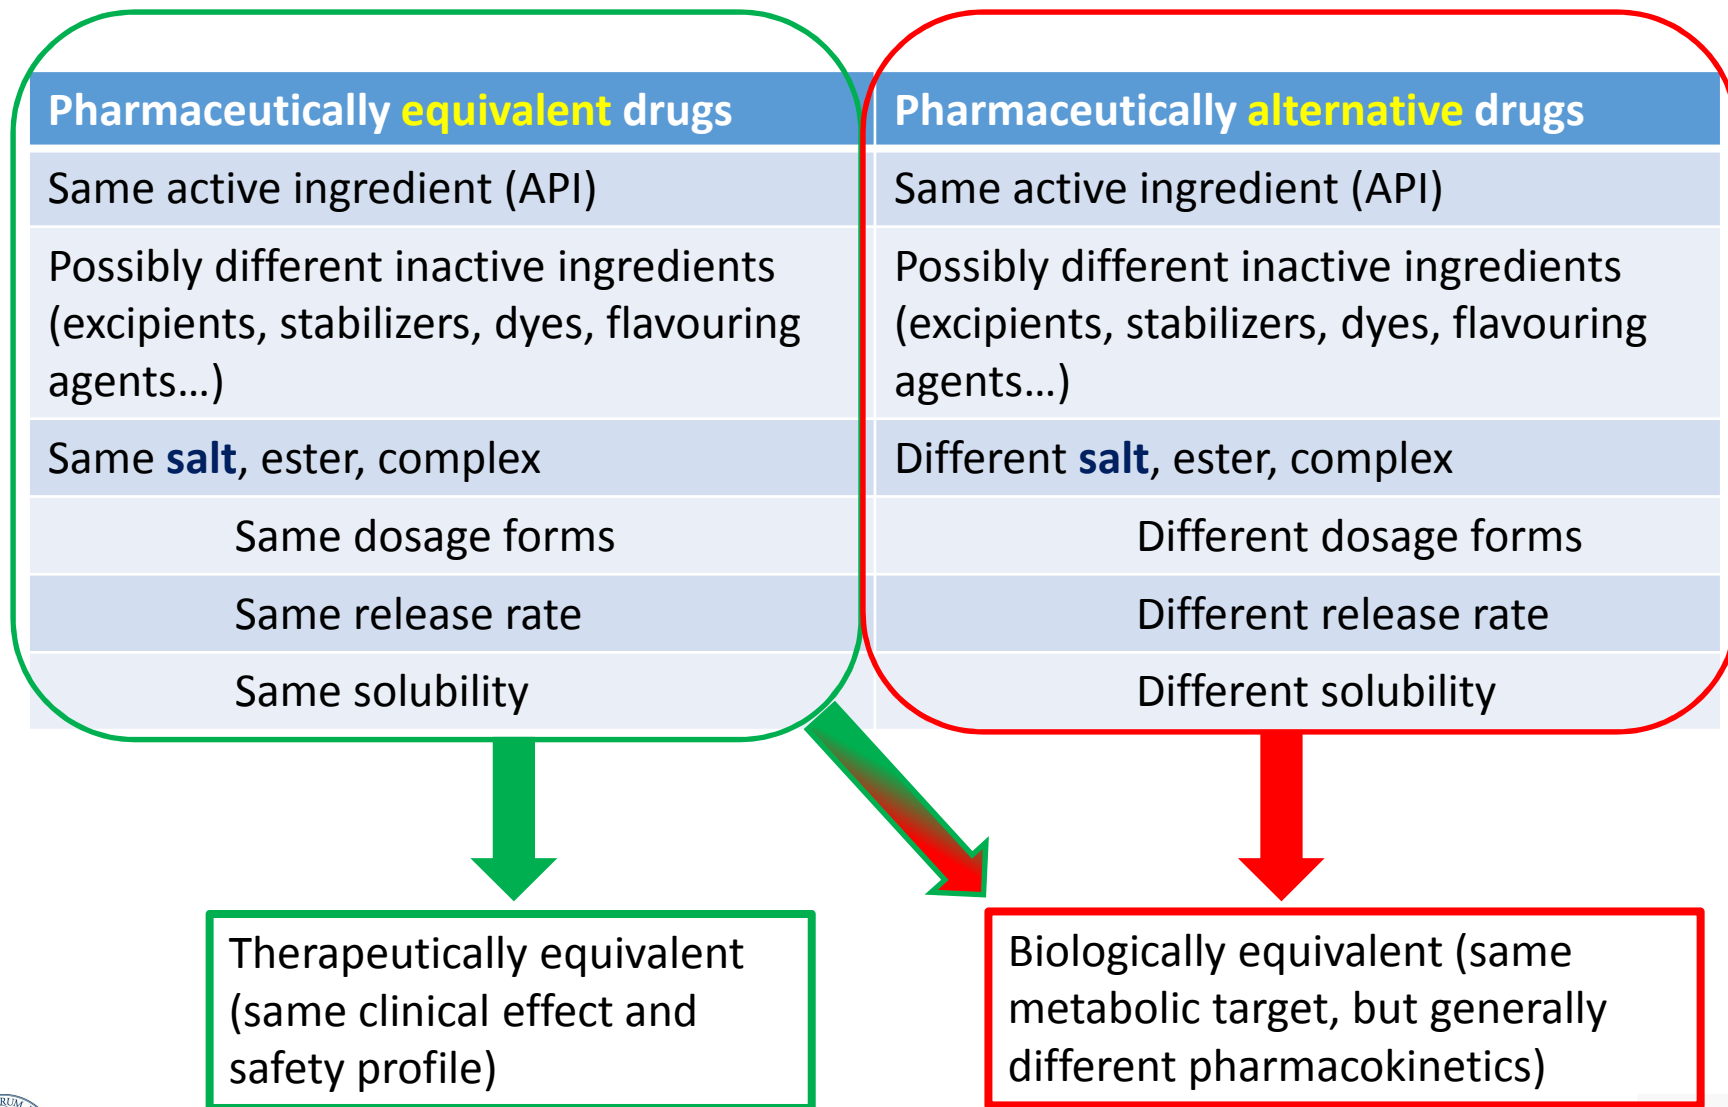 Pharmaceutically equivalent drugs
Same active ingredient (API)
Possibly different inactive ingredients
(excipients, stabilizers, dyes, flavouring
agents...)
Same salt, ester, complex
Same dosage forms
Same release rate
Same solubility
Pharmaceutically alternative drugs
Same active ingredient (API)
Possibly different inactive ingredients
(excipients, stabilizers, dyes, flavouring
agents...)
Different salt, ester, complex
Different dosage forms
Different release rate
Different solubility
Therapeutically equivalent
(same clinical effect and
safety profile)
Biologically equivalent (same
metabolic target, but generally
different pharmacokinetics)